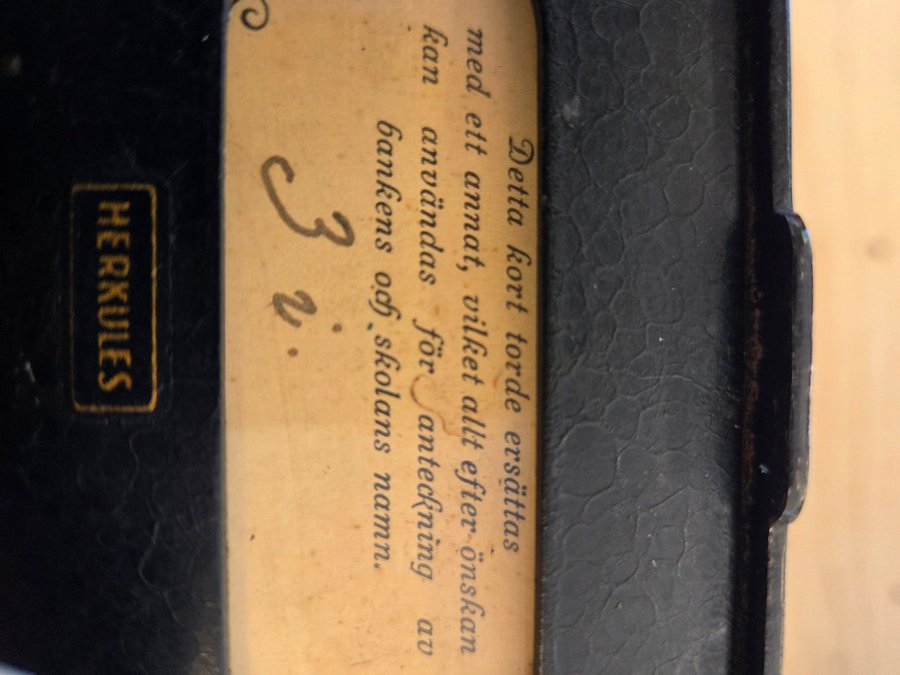 Detta kort torde ersättas
med ett annat, vilket allt efter önskan
kan användas för anteckning av
bankens och skolans namn.
3 i.
HERKULES